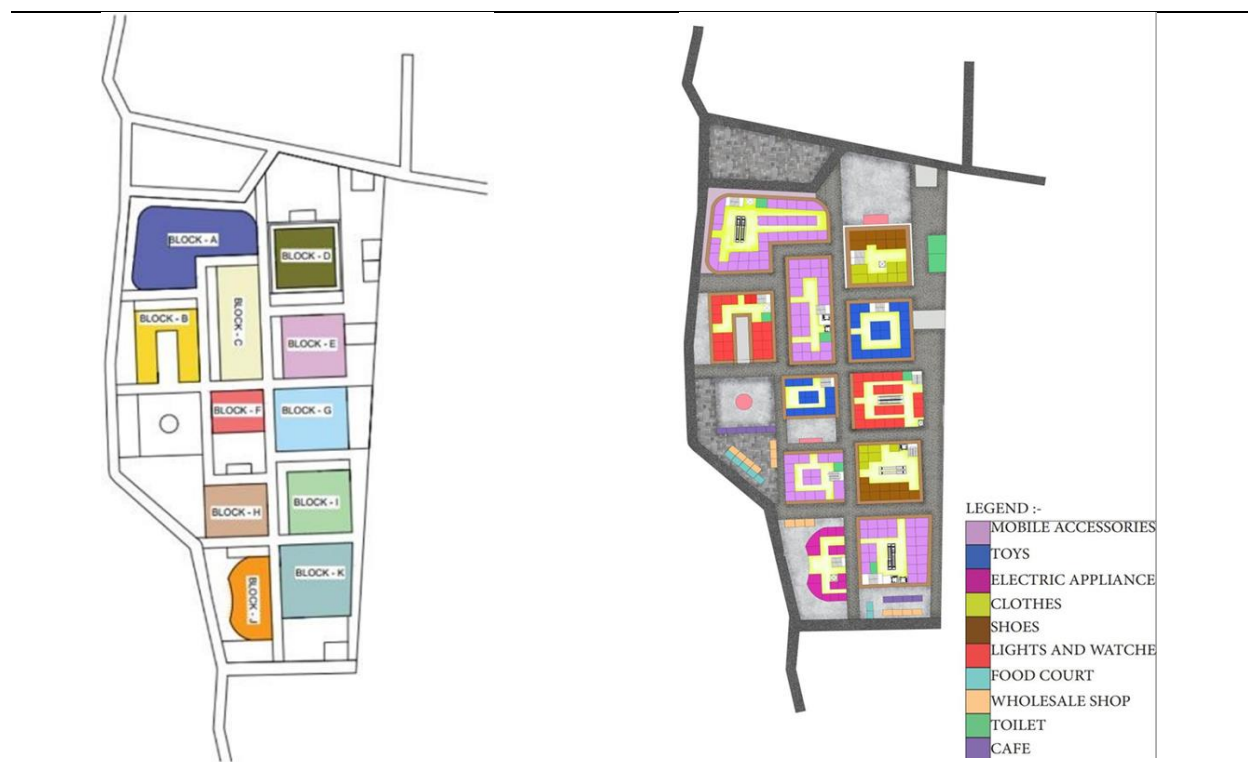 BLOCK - A
BLOCK - D
BLOCK - B
BLOCK - C
BLOCK - E
BLOCK - F
BLOCK - G
BLOCK - H
BLOCK - I
BLOCK - J
BLOCK - K
LEGEND :-
MOBILE ACCESSORIES
TOYS
ELECTRIC APPLIANCE
CLOTHES
SHOES
LIGHTS AND WATCHE
FOOD COURT
WHOLESALE SHOP
TOILET
CAFE